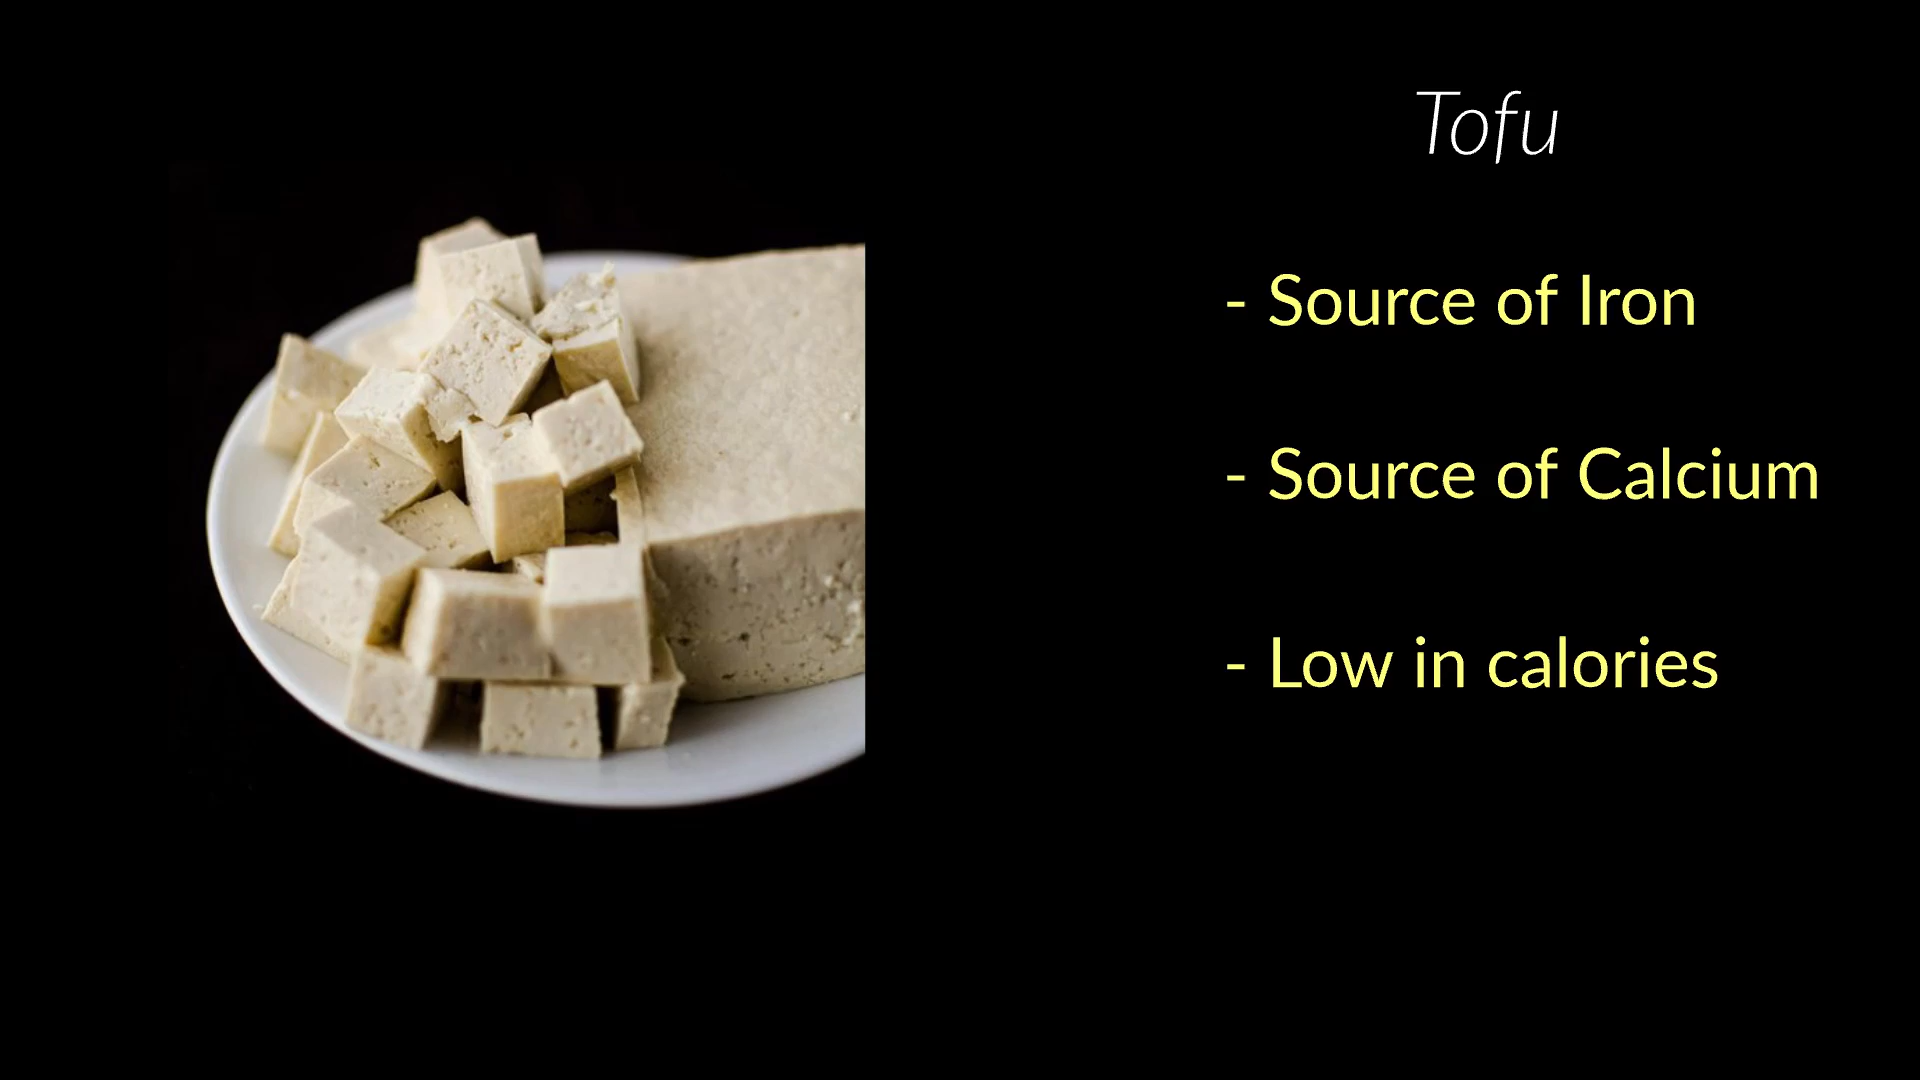 Tofu
- Source of Iron
- Source of Calcium
- Low in calories